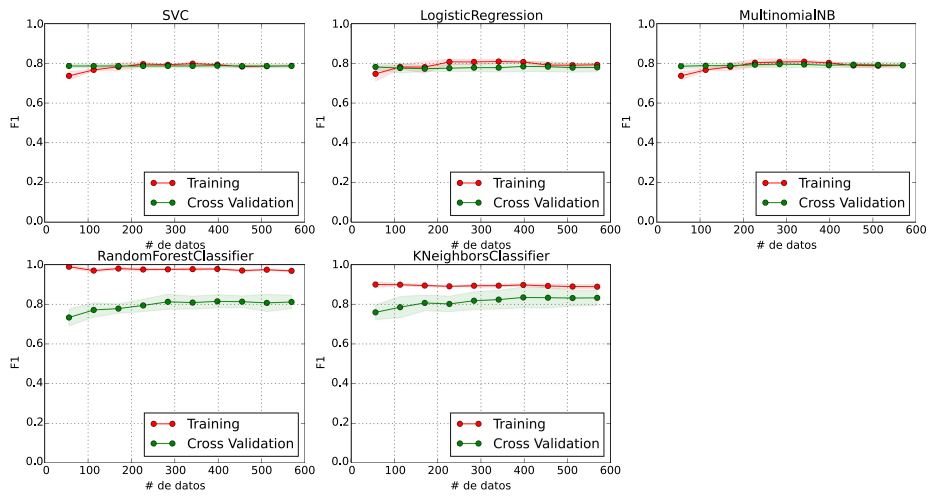 SVC
1.0
0.8
0.6
0.4
0.2
0.0
F1
0 100 200 300 400 500 600
# de datos
Training
Cross Validation
LogisticRegression
1.0
0.8
0.6
0.4
0.2
0.0
F1
0 100 200 300 400 500 600
# de datos
Training
Cross Validation
MultinomialNB
1.0
0.8
0.6
0.4
0.2
0.0
F1
0 100 200 300 400 500 600
# de datos
Training
Cross Validation
RandomForestClassifier
1.0
0.8
0.6
0.4
0.2
0.0
F1
0 100 200 300 400 500 600
# de datos
Training
Cross Validation
KNeighborsClassifier
1.0
0.8
0.6
0.4
0.2
0.0
F1
0 100 200 300 400 500 600
# de datos
Training
Cross Validation